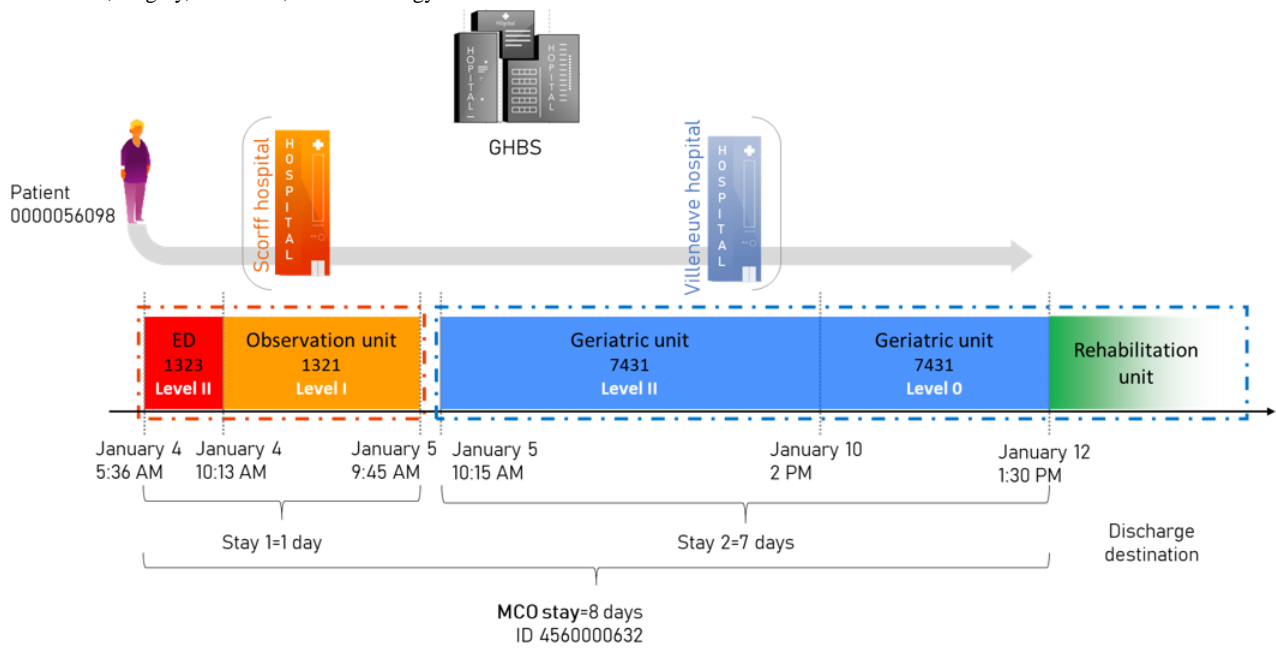 Hôpital
HOPITAL
HOPITAL
GHBS
Patient
0000056098
Scorff hospital
HOSPITAL
Villeneuve hospital
HOSPITAL
ED
1323
Level II
Observation unit
1321
Level I
Geriatric unit
7431
Level II
Geriatric unit
7431
Level 0
Rehabilitation
unit
January 4
5:36 AM
January 4
10:13 AM
January 5
9:45 AM
January 5
10:15 AM
January 10
2 PM
January 12
1:30 PM
Stay 1=1 day
Stay 2=7 days
Discharge
destination
MCO stay=8 days
ID 4560000632